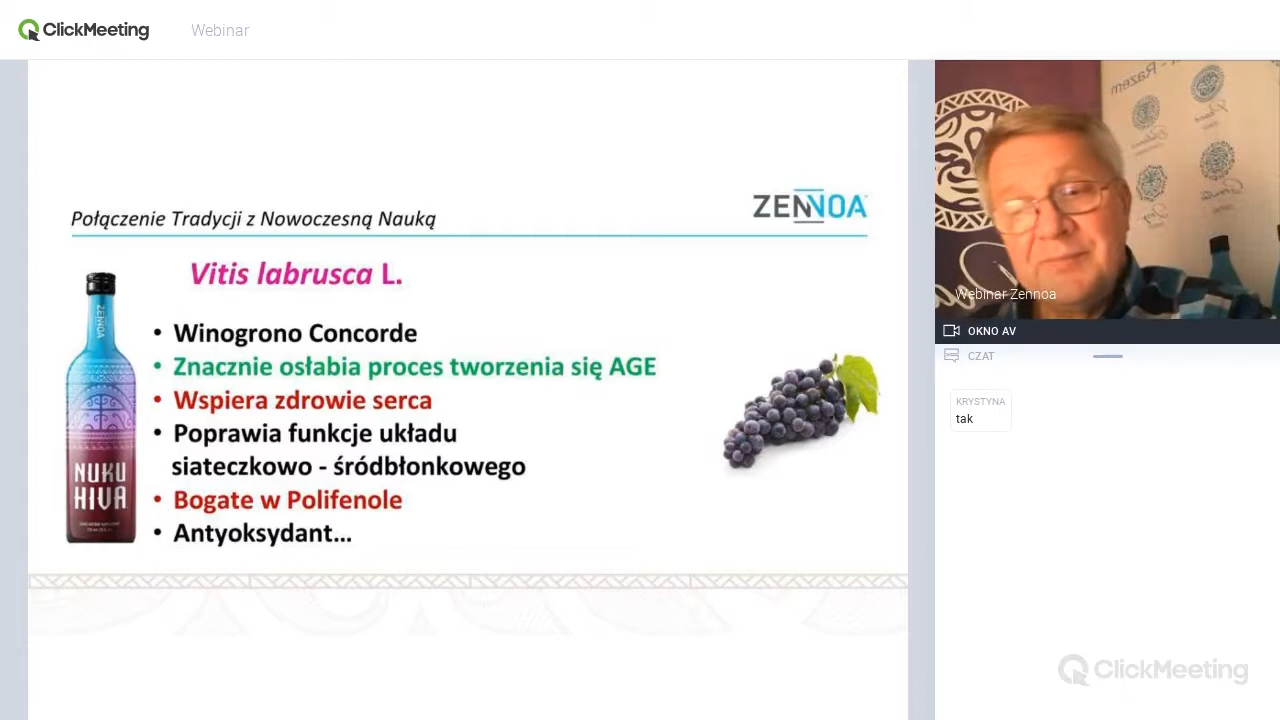 ClickMeeting
Webinar
Połączenie Tradycji z Nowoczesną Nauką
ZENNOA
Vitis labrusca L.
• Winogrono Concorde
• Znacznie osłabia proces tworzenia się AGE
• Wspiera zdrowie serca
• Poprawia funkcje układu
siateczkowo - śródbłonkowego
• Bogate w Polifenole
• Antyoksydant...
ZENNOA
NUKU
HIVA
Razem
Webinar Zennoa
OKNO AV
CZAT
KRYSTYNA
tak
ClickMeeting